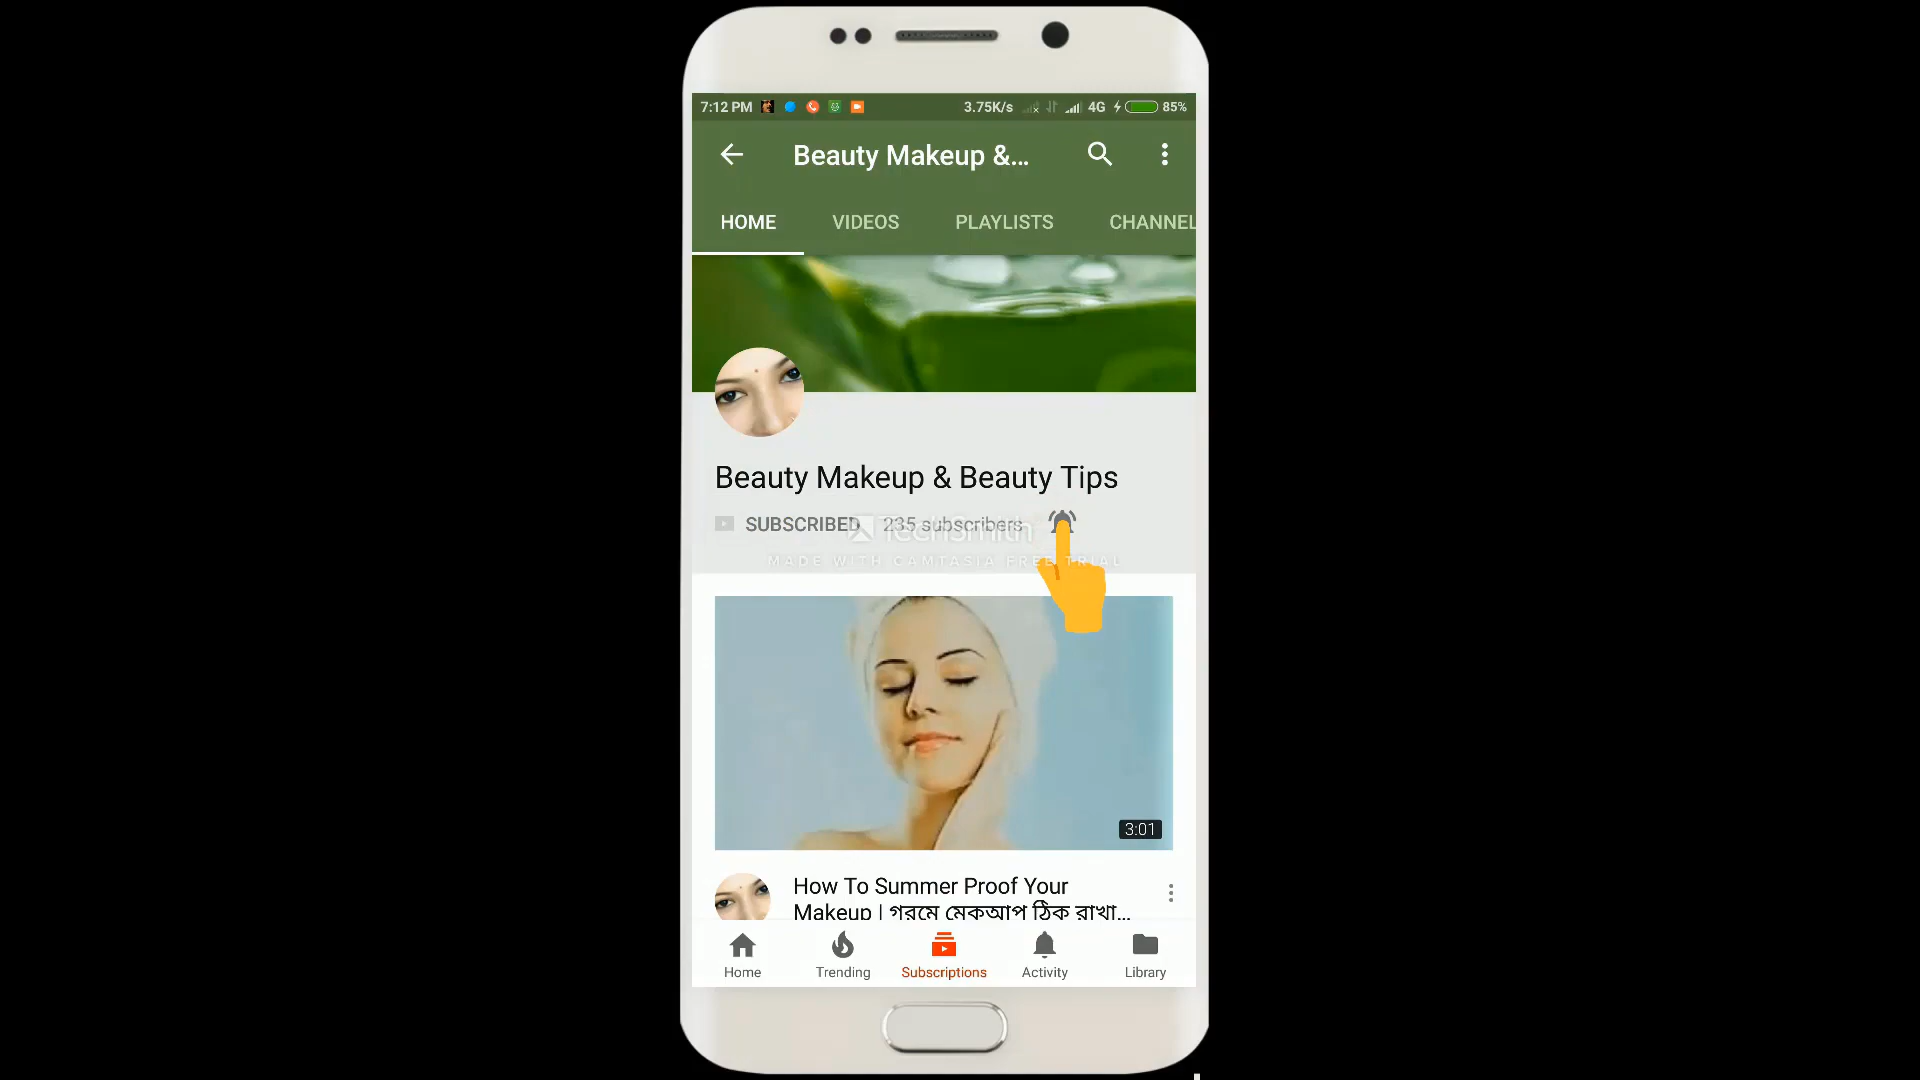 7:12 PM 3.75K/s 4G 85%
Beauty Makeup &...
HOME VIDEOS PLAYLISTS CHANNEL
Beauty Makeup & Beauty Tips
SUBSCRIBED 235 subscribers
TechSmith
MADE WITH CAMTASIA FREE TRIAL
3:01
How To Summer Proof Your
Makeup | গরমে মেকআপ ঠিক রাখা...
Home Trending Subscriptions Activity Library